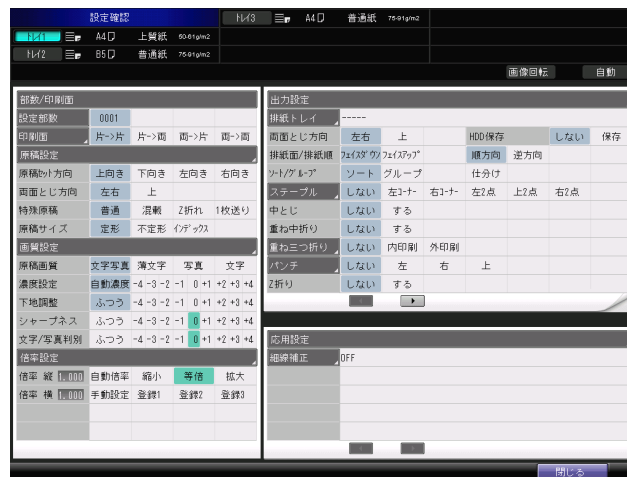 設定確認
ﾄﾚｲ3 A4 普通紙 75-91g/m2
ﾄﾚｲ1 A4 上質紙 50-61g/m2
ﾄﾚｲ2 B5 普通紙 75-91g/m2
画像回転 自動
部数/印刷面
設定部数 0001
印刷面 片->片 片->両 両->片 両->両
原稿設定
原稿ｾｯﾄ方向 上向き 下向き 左向き 右向き
両面とじ方向 左右 上
特殊原稿 普通 混載 Z折れ 1枚送り
原稿サイズ 定形 不定形 ｲﾝﾃﾞｯｸｽ
画質設定
原稿画質 文字写真 薄文字 写真 文字
濃度設定 自動濃度 -4 -3 -2 -1 0 +1 +2 +3 +4
下地調整 ふつう -4 -3 -2 -1 0 +1 +2 +3 +4
シャープネス ふつう -4 -3 -2 -1 0 +1 +2 +3 +4
文字/写真判別 ふつう -4 -3 -2 -1 0 +1 +2 +3 +4
倍率設定
倍率 縦 1.000 自動倍率 縮小 等倍 拡大
倍率 横 1.000 手動設定 登録1 登録2 登録3
出力設定
排紙トレイ -----
両面とじ方向 左右 上 HDD保存 しない 保存
排紙面/排紙順 ﾌｪｲｽﾀﾞｳﾝ ﾌｪｲｽｱｯﾌﾟ 順方向 逆方向
ｿｰﾄ/ｸﾞﾙｰﾌﾟ ソート グループ 仕分け
ステープル しない 左ｺｰﾅｰ 右ｺｰﾅｰ 左2点 上2点 右2点
中とじ しない する
重ね中折り しない する
重ね三つ折り しない 内印刷 外印刷
パンチ しない 左 右 上
Z折り しない する
応用設定
細線補正 OFF
閉じる